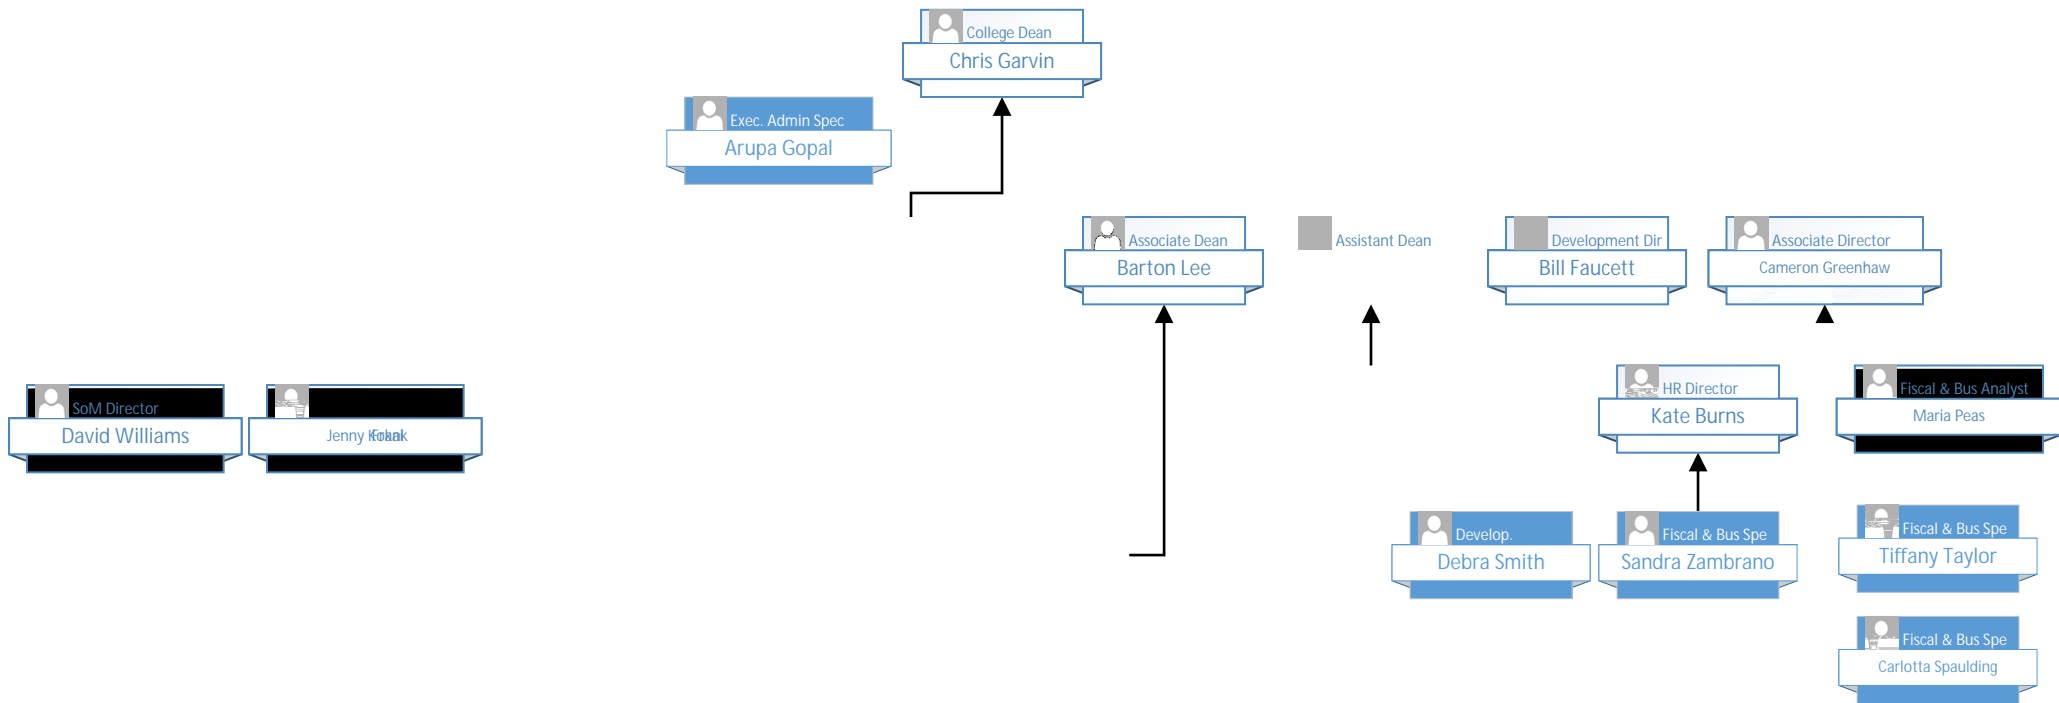 College Dean
Chris Garvin
Exec. Admin Spec
Arupa Gopal
Associate Dean
Barton Lee
Assistant Dean
Development Dir
Bill Faucett
Associate Director
Cameron Greenhaw
SoM Director
David Williams
Jenny
HR Director
Kate Burns
Fiscal & Bus Analyst
Maria Peas
Develop.
Debra Smith
Fiscal & Bus Spe
Sandra Zambrano
Fiscal & Bus Spe
Tiffany Taylor
Fiscal & Bus Spe
Carlotta Spaulding